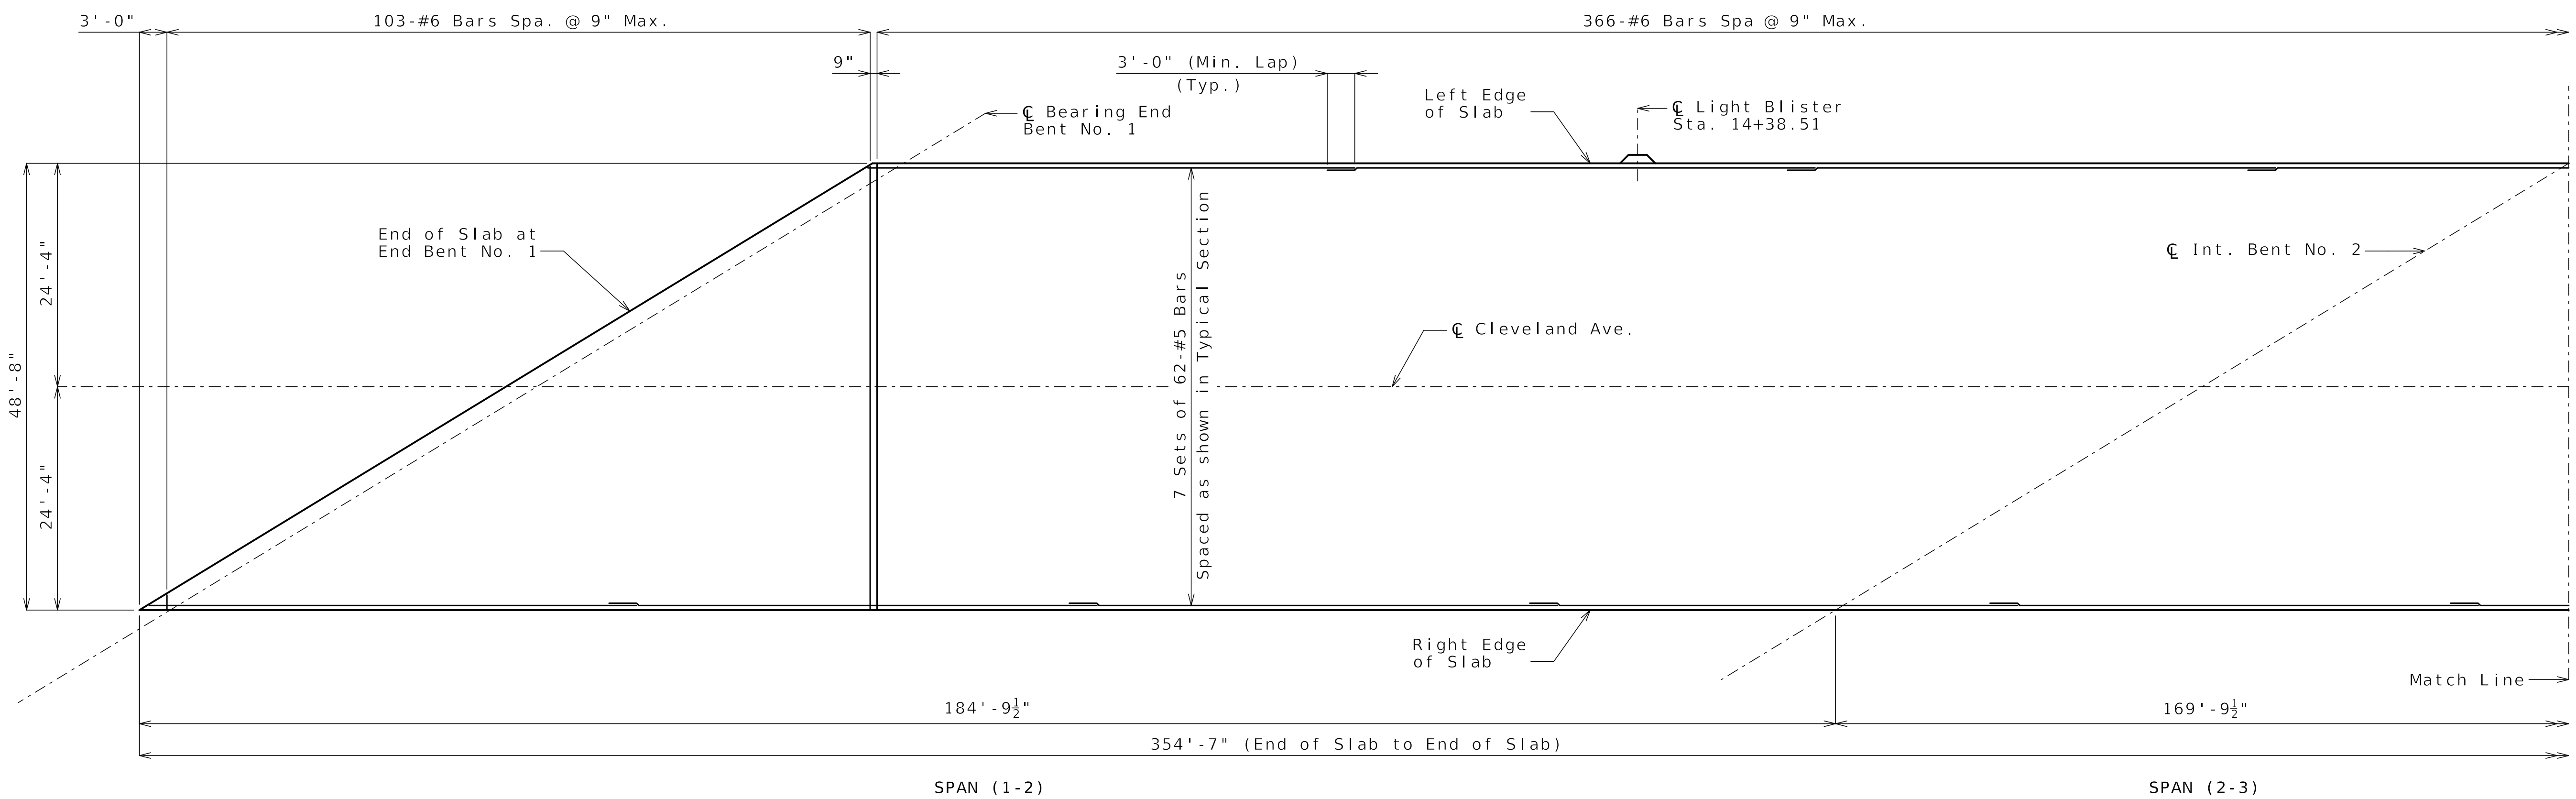 3'-0"
103-#6 Bars Spa. @ 9" Max.
366-#6 Bars Spa @ 9" Max.
9"
3'-0" (Min. Lap)
(Typ.)
℄ Bearing End
Bent No. 1
Left Edge
of Slab
℄ Light Blister
Sta. 14+38.51
End of Slab at
End Bent No. 1
24'-4"
48'-8"
24'-4"
7 Sets of 62-#5 Bars
Spaced as shown in Typical Section
℄ Int. Bent No. 2
℄ Cleveland Ave.
Right Edge
of Slab
Match Line
184'-9½"
169'-9½"
354'-7" (End of Slab to End of Slab)
SPAN (1-2)
SPAN (2-3)